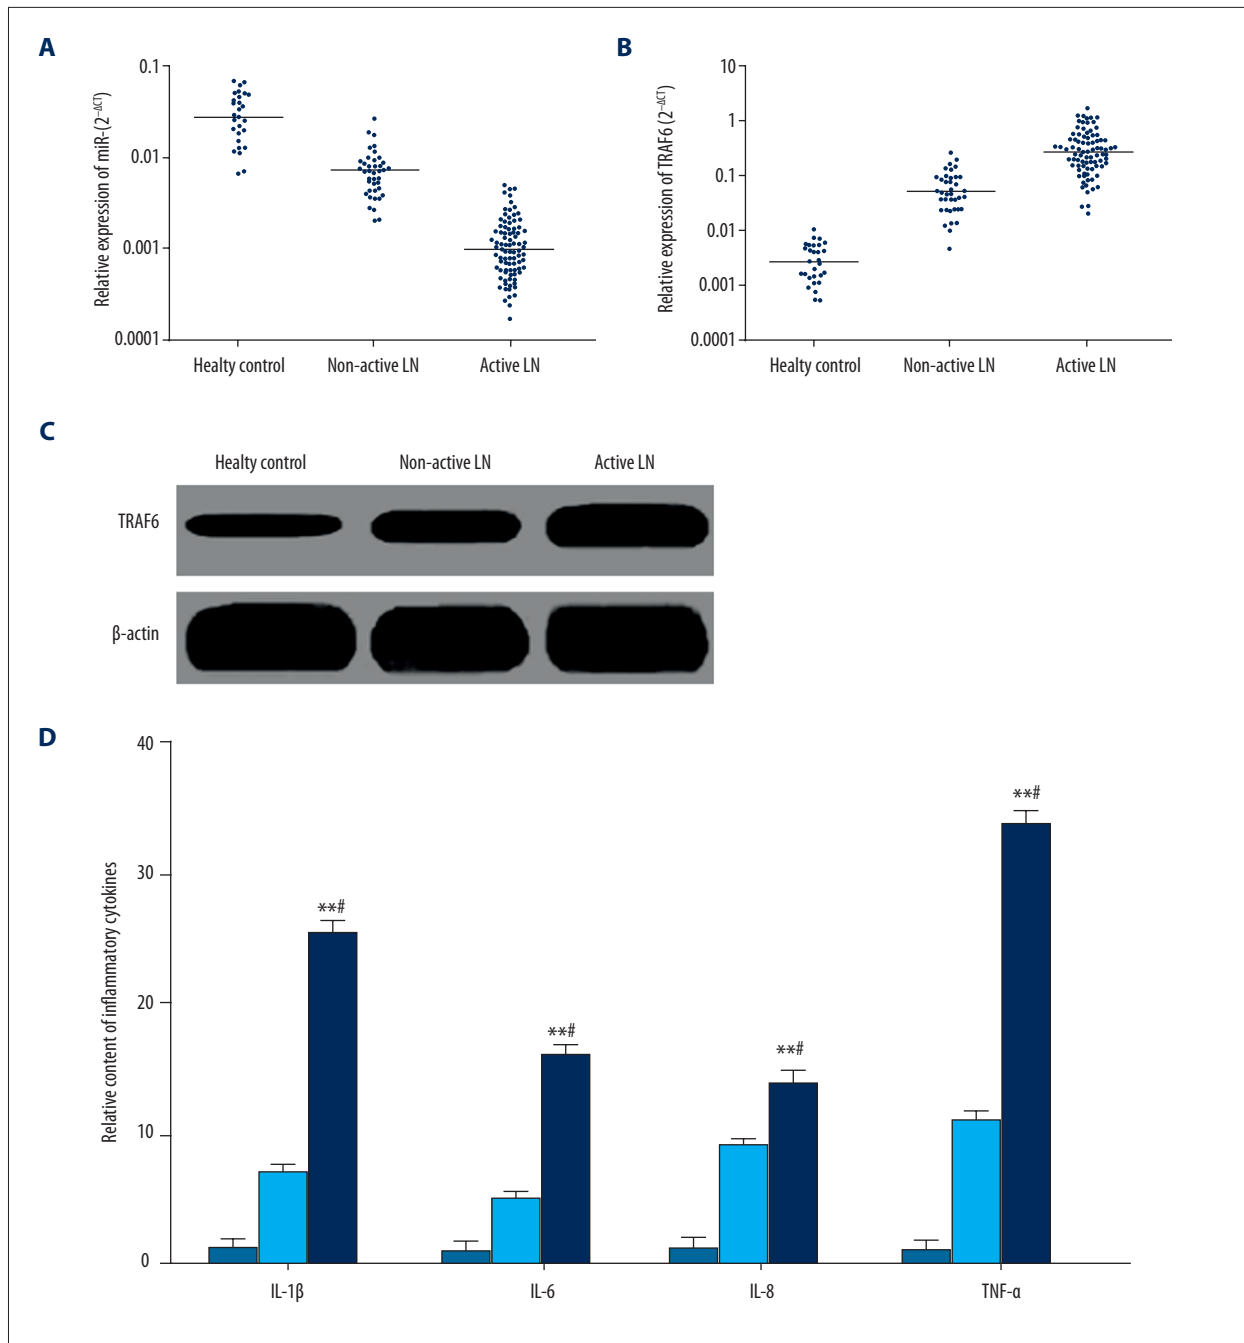 A
Relative expression of miR-(2⁻ΔCT)
0.1
0.01
0.001
0.0001
Healty control Non-active LN Active LN
B
Relative expression of TRAF6 (2⁻ΔCT)
10
1
0.1
0.01
0.001
0.0001
Healty control Non-active LN Active LN
C
Healty control Non-active LN Active LN
TRAF6
β-actin
D
Relative content of inflammatory cytokines
40
30
20
10
0
**#
**#
**#
**#
IL-1β IL-6 IL-8 TNF-α